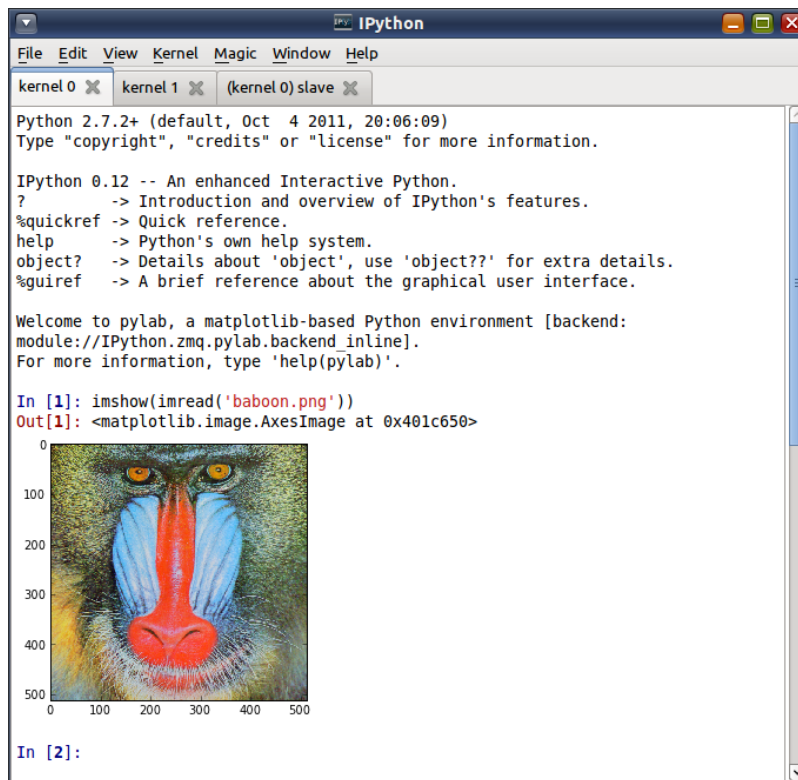 IPy IPython
File Edit View Kernel Magic Window Help
kernel 0 kernel 1 (kernel 0) slave
Python 2.7.2+ (default, Oct  4 2011, 20:06:09)
Type "copyright", "credits" or "license" for more information.
IPython 0.12 -- An enhanced Interactive Python.
?         -> Introduction and overview of IPython's features.
%quickref -> Quick reference.
help      -> Python's own help system.
object?   -> Details about 'object', use 'object??' for extra details.
%guiref   -> A brief reference about the graphical user interface.
Welcome to pylab, a matplotlib-based Python environment [backend:
module://IPython.zmq.pylab.backend_inline].
For more information, type 'help(pylab)'.
In [1]: imshow(imread('baboon.png'))
Out[1]: <matplotlib.image.AxesImage at 0x401c650>
0
100
200
300
400
500
0 100 200 300 400 500
In [2]: